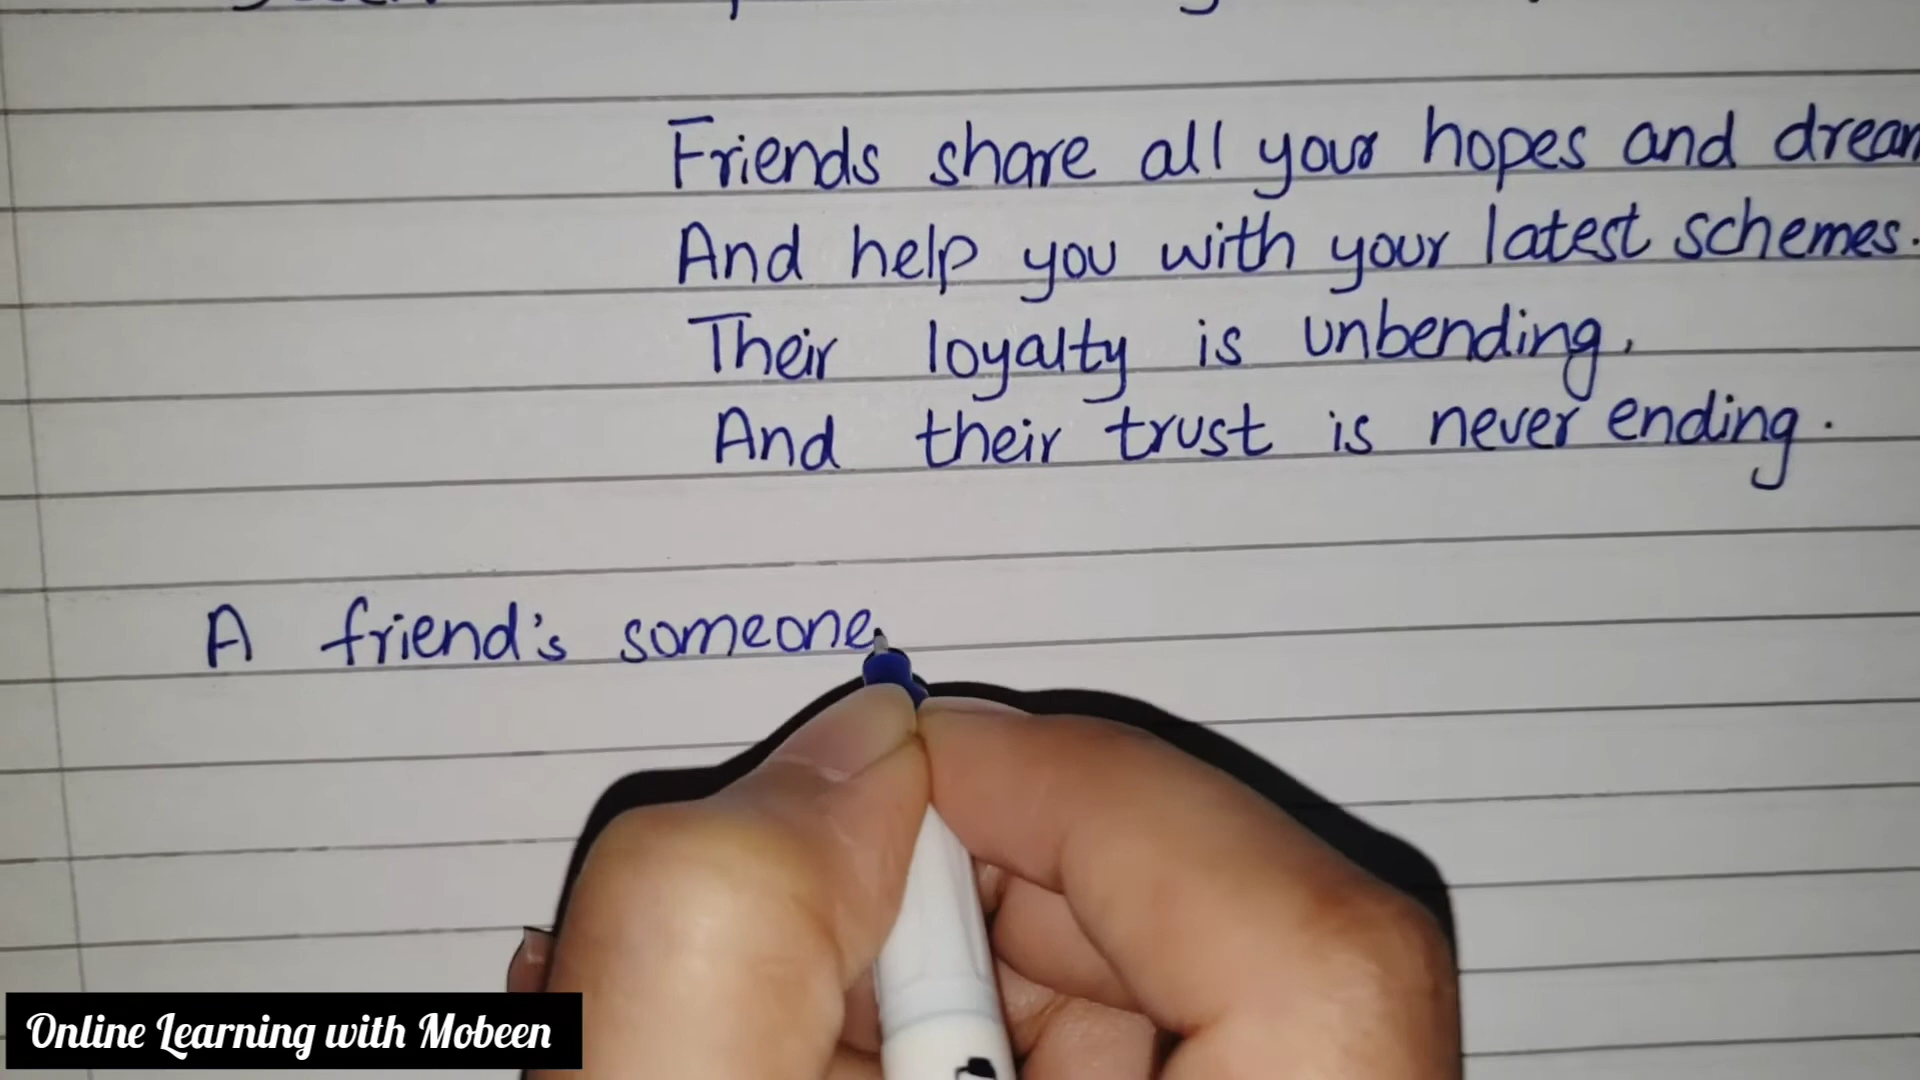 Friends share all your hopes and dream
And help you with your latest schemes.
Their loyalty is unbending,
And their trust is never ending.
A friend's someone
Online Learning with Mobeen